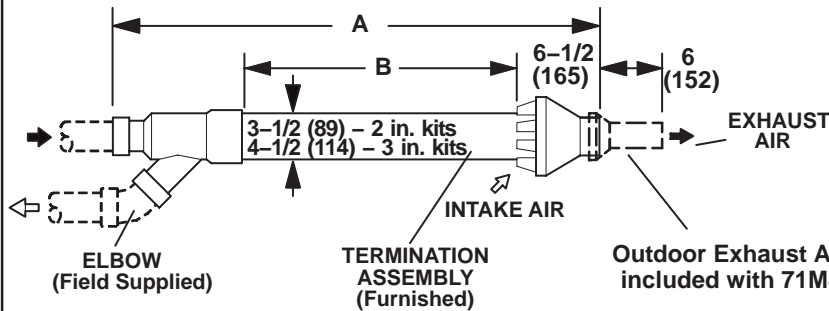 A
B
6–1/2
(165)
6
(152)
3–1/2 (89) – 2 in. kits
4–1/2 (114) – 3 in. kits
EXHAUST
AIR
INTAKE AIR
ELBOW
(Field Supplied)
TERMINATION
ASSEMBLY
(Furnished)
Outdoor Exhaust A
included with 71M